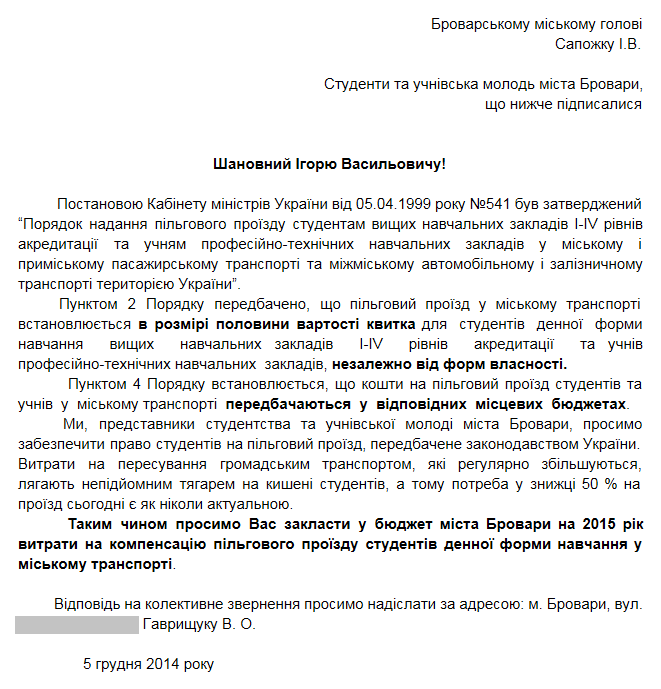 Броварському міському голові
Сапожку І.В.
Студенти та учнівська молодь міста Бровари,
що нижче підписалися
Шановний Ігорю Васильовичу!
Постановою Кабінету міністрів України від 05.04.1999 року №541 був затверджений
“Порядок надання пільгового проїзду студентам вищих навчальних закладів I-IV рівнів
акредитації та учням професійно-технічних навчальних закладів у міському і
приміському пасажирському транспорті та міжміському автомобільному і залізничному
транспорті територією України”.
Пунктом 2 Порядку передбачено, що пільговий проїзд у міському транспорті
встановлюється в розмірі половини вартості квитка для студентів денної форми
навчання вищих навчальних закладів I-IV рівнів акредитації та учнів
професійно-технічних навчальних закладів, незалежно від форм власності.
Пунктом 4 Порядку встановлюється, що кошти на пільговий проїзд студентів та
учнів у міському транспорті передбачаються у відповідних місцевих бюджетах.
Ми, представники студентства та учнівської молоді міста Бровари, просимо
забезпечити право студентів на пільговий проїзд, передбачене законодавством України.
Витрати на пересування громадським транспортом, які регулярно збільшуються,
лягають непідйомним тягарем на кишені студентів, а тому потреба у знижці 50 % на
проїзд сьогодні є як ніколи актуальною.
Таким чином просимо Вас закласти у бюджет міста Бровари на 2015 рік
витрати на компенсацію пільгового проїзду студентів денної форми навчання у
міському транспорті.
Відповідь на колективне звернення просимо надіслати за адресою: м. Бровари, вул.
Гаврищуку В. О.
5 грудня 2014 року